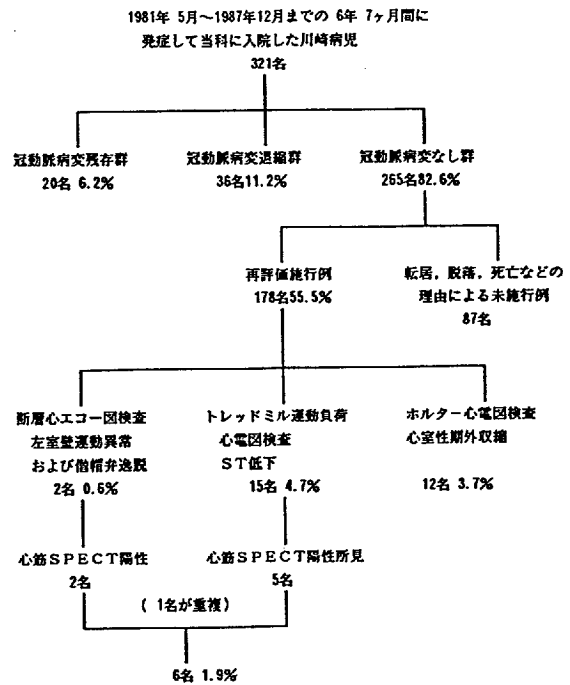 1981年 5月～1987年12月までの 6年 7ヶ月間に
発症して当科に入院した川崎病児
321名
冠動脈病変残存群
20名 6.2%
冠動脈病変退縮群
36名11.2%
冠動脈病変なし群
265名82.6%
再評価施行例
178名55.5%
転居，脱落，死亡などの
理由による未施行例
87名
断層心エコー図検査
左室壁運動異常
および僧帽弁逸脱
2名 0.6%
トレッドミル運動負荷
心電図検査
ＳＴ低下
15名 4.7%
ホルター心電図検査
心室性期外収縮
12名 3.7%
心筋ＳＰＥＣＴ陽性
2名
心筋ＳＰＥＣＴ陽性所見
5名
( 1名が重複)
6名 1.9%